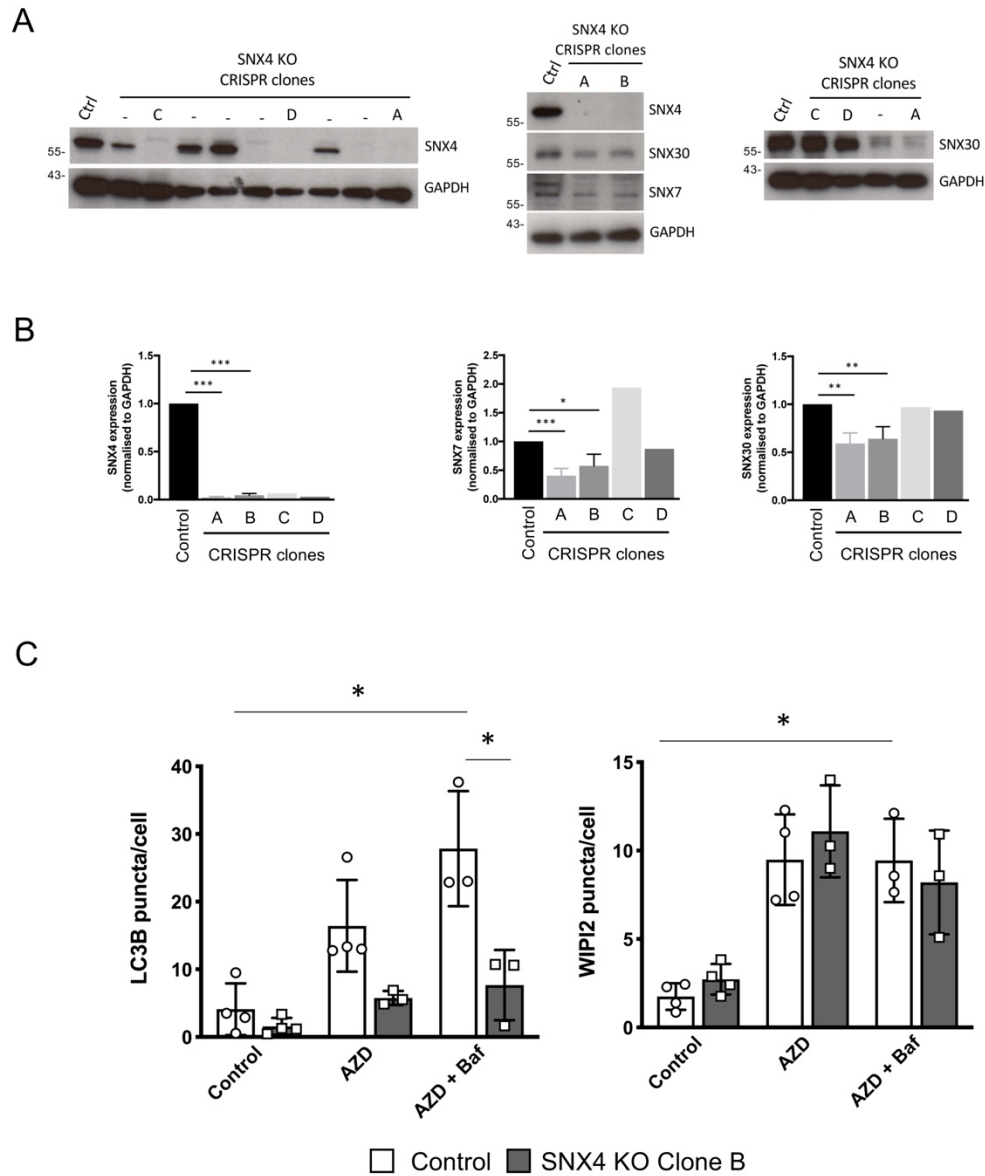 A
SNX4 KO
CRISPR clones
Ctrl - C - - - D - - A
55-
SNX4
43-
GAPDH
SNX4 KO
CRISPR clones
Ctrl A B
SNX4
55-
SNX30
55-
SNX7
55-
43-
GAPDH
SNX4 KO
CRISPR clones
Ctrl C D - A
SNX30
55-
43-
GAPDH
B
SNX4 expression
(normalised to GAPDH)
1.5
1.0
0.5
0.0
***
***
Control A B C D
CRISPR clones
SNX7 expression
(normalised to GAPDH)
2.5
2.0
1.5
1.0
0.5
0.0
*
***
Control A B C D
CRISPR clones
SNX30 expression
(normalised to GAPDH)
1.5
1.0
0.5
0.0
**
**
Control A B C D
CRISPR clones
C
LC3B puncta/cell
40
30
20
10
0
*
*
Control AZD AZD + Baf
WIPI2 puncta/cell
15
10
5
0
*
Control AZD AZD + Baf
Control SNX4 KO Clone B